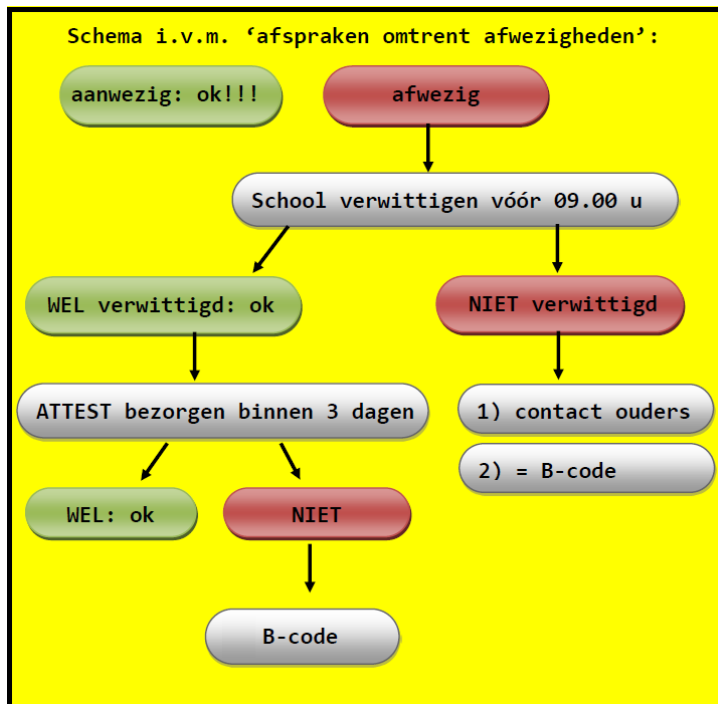 Schema i.v.m. ‘afspraken omtrent afwezigheden’:
aanwezig: ok!!!
afwezig
School verwittigen vóór 09.00 u
WEL verwittigd: ok
NIET verwittigd
ATTEST bezorgen binnen 3 dagen
1) contact ouders
2) = B-code
WEL: ok
NIET
B-code